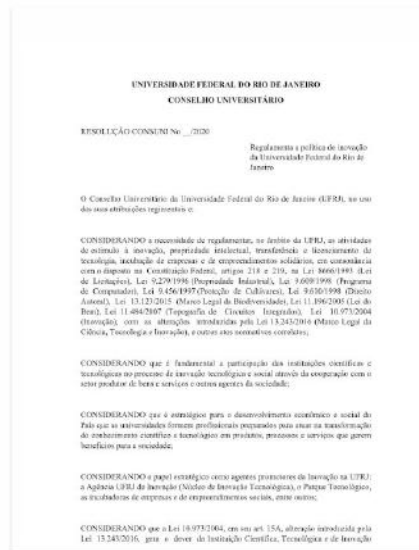 UNIVERSIDADE FEDERAL DO RIO DE JANEIRO
CONSELHO UNIVERSITÁRIO
RESOLUÇÃO CONSUNI No __/2020
Regulamenta a política de inovação
da Universidade Federal do Rio de
Janeiro
O Conselho Universitário da Universidade Federal do Rio de Janeiro (UFRJ), no uso
das suas atribuições regimentais e:
CONSIDERANDO a necessidade de regulamentar, no âmbito da UFRJ, as atividades
de estímulo à inovação, propriedade intelectual, transferência e licenciamento de
tecnologia, incubação de empresas e de empreendimentos solidários, em consonância
com o disposto na Constituição Federal, artigos 218 e 219, na Lei 8666/1993 (Lei
de Licitações), Lei 9.279/1996 (Propriedade Industrial), Lei 9.609/1998 (Programa
de Computador), Lei 9.456/1997 (Proteção de Cultivares), Lei 9.610/1998 (Direito
Autoral), Lei 13.123/2015 (Marco Legal da Biodiversidade), Lei 11.196/2005 (Lei do
Bem), Lei 11.484/2007 (Topografia de Circuitos Integrados), Lei 10.973/2004
(Inovação), com as alterações introduzidas pela Lei 13.243/2016 (Marco Legal da
Ciência, Tecnologia e Inovação), e outros atos normativos correlatos;
CONSIDERANDO que é fundamental a participação das instituições científicas e
tecnológicas no processo de inovação tecnológica e social através da cooperação com o
setor produtor de bens e serviços e outros agentes da sociedade;
CONSIDERANDO que é estratégico para o desenvolvimento econômico e social do
País que as universidades formem profissionais preparados para atuar na transformação
do conhecimento científico e tecnológico em produtos, processos e serviços que gerem
benefícios para a sociedade;
CONSIDERANDO o papel estratégico como agentes promotores da Inovação na UFRJ:
a Agência UFRJ de Inovação (Núcleo de Inovação Tecnológica), o Parque Tecnológico,
as incubadoras de empresas e de empreendimentos sociais, entre outros;
CONSIDERANDO que a Lei 10.973/2004, em seu art. 15A, alteração introduzida pela
Lei 13.243/2016, gera o dever da Instituição Científica, Tecnológica e de Inovação